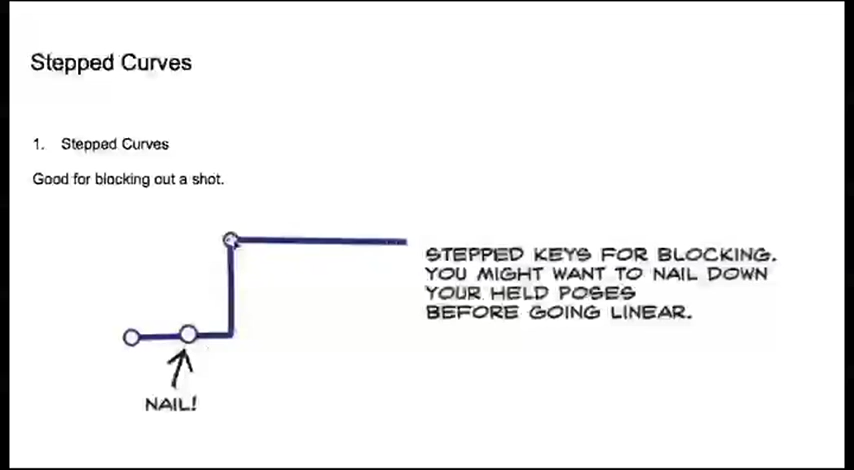 Stepped Curves
1. Stepped Curves
Good for blocking out a shot.
STEPPED KEYS FOR BLOCKING.
YOU MIGHT WANT TO NAIL DOWN
YOUR HELD POSES
BEFORE GOING LINEAR.
NAIL!